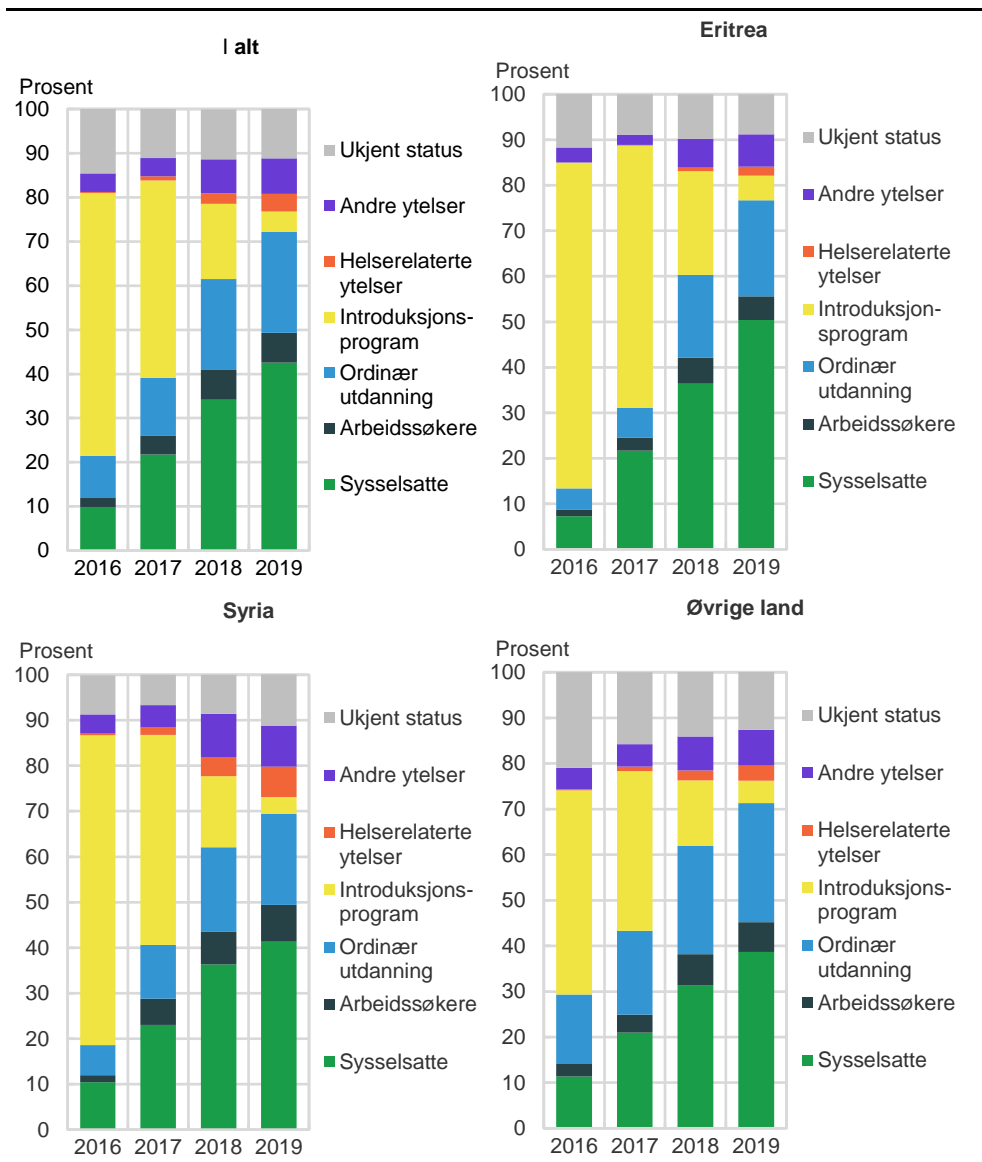 I alt
Prosent
100
90
80
70
60
50
40
30
20
10
0
2016 2017 2018 2019
Ukjent status
Andre ytelser
Helserelaterte
ytelser
Introduksjons-
program
Ordinær
utdanning
Arbeidssøkere
Sysselsatte
Eritrea
Prosent
100
90
80
70
60
50
40
30
20
10
0
2016 2017 2018 2019
Ukjent status
Andre ytelser
Helserelaterte
ytelser
Introduksjon-
sprogram
Ordinær
utdanning
Arbeidssøkere
Sysselsatte
Syria
Prosent
100
90
80
70
60
50
40
30
20
10
0
2016 2017 2018 2019
Ukjent status
Andre ytelser
Helserelaterte
ytelser
Introduksjons-
program
Ordinær
utdanning
Arbeidssøkere
Sysselsatte
Øvrige land
Prosent
100
90
80
70
60
50
40
30
20
10
0
2016 2017 2018 2019
Ukjent status
Andre ytelser
Helserelaterte
ytelser
Introduksjons-
program
Ordinær
utdanning
Arbeidssøkere
Sysselsatte